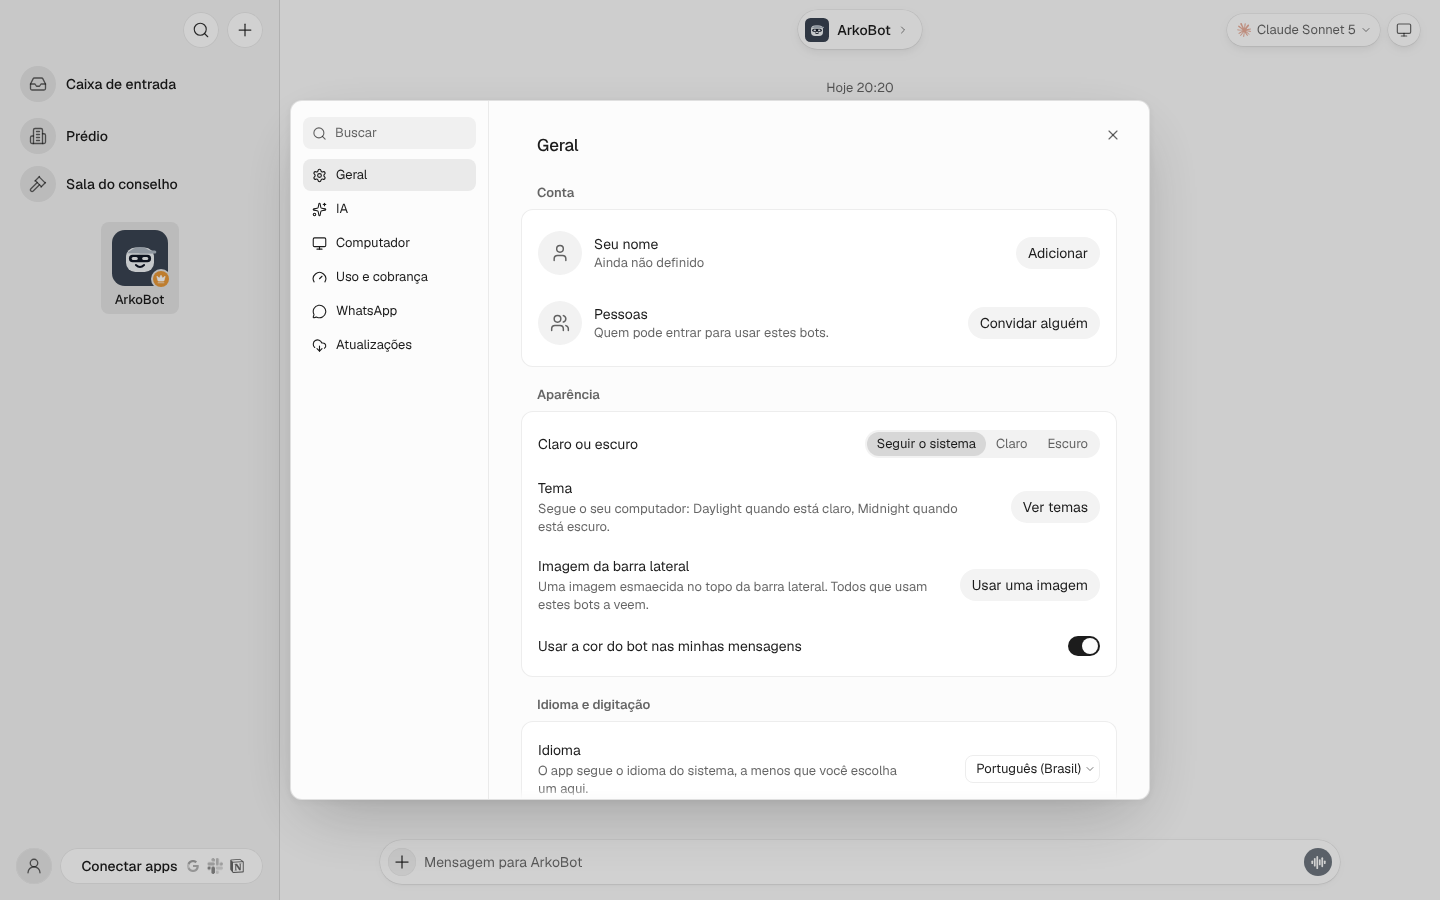 ArkoBot
Claude Sonnet 5
Caixa de entrada
Prédio
Sala do conselho
ArkoBot
Hoje 20:20
Buscar
Geral
IA
Computador
Uso e cobrança
WhatsApp
Atualizações
Geral
Conta
Seu nome
Ainda não definido
Adicionar
Pessoas
Quem pode entrar para usar estes bots.
Convidar alguém
Aparência
Claro ou escuro
Seguir o sistema
Claro
Escuro
Tema
Segue o seu computador: Daylight quando está claro, Midnight quando
está escuro.
Ver temas
Imagem da barra lateral
Uma imagem esmaecida no topo da barra lateral. Todos que usam
estes bots a veem.
Usar uma imagem
Usar a cor do bot nas minhas mensagens
Idioma e digitação
Idioma
O app segue o idioma do sistema, a menos que você escolha
um aqui.
Português (Brasil)
Conectar apps
Mensagem para ArkoBot